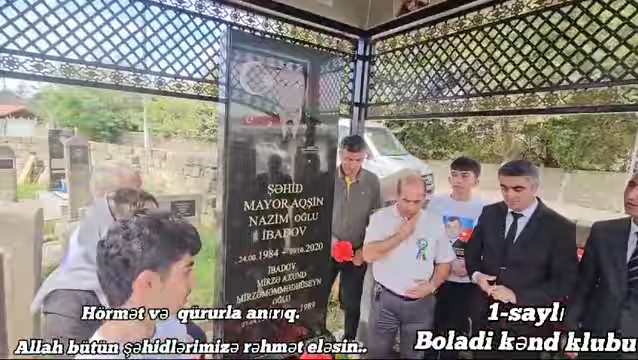 ŞƏHİD
MAYOR AQŞİN
NAZİM OĞLU
İBADOV
24.09.1984 - 2020
İBADOV
MİRZƏ AXUND
MİRZƏMƏMMƏDHÜSEYN
OĞLU
1989
Hörmət və qürurla anırıq.
Allah bütün şəhidlərimizə rəhmət eləsin..
1-saylı
Boladi kənd klubu